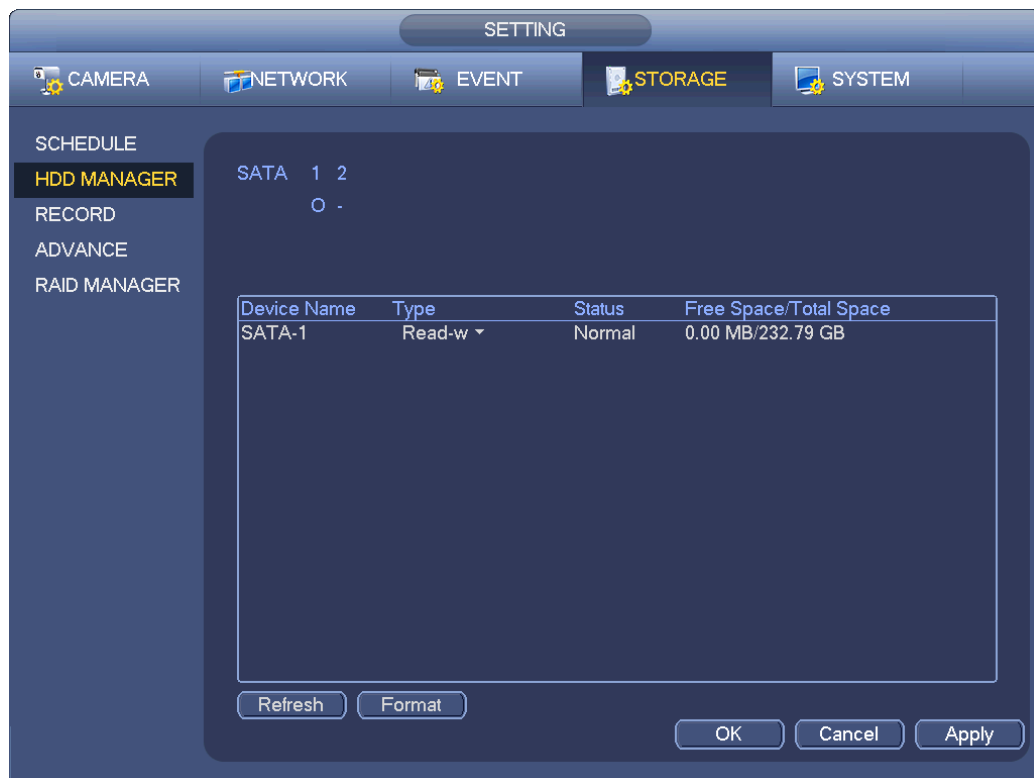 SETTING
CAMERA NETWORK EVENT STORAGE SYSTEM
SCHEDULE
HDD MANAGER
RECORD
ADVANCE
RAID MANAGER
SATA 1 2
O -
Device Name Type Status Free Space/Total Space
SATA-1 Read-w Normal 0.00 MB/232.79 GB
Refresh Format
OK Cancel Apply